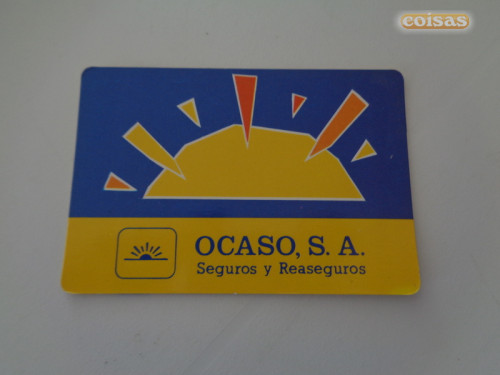 coisas
OCASO, S. A.
Seguros y Reaseguros